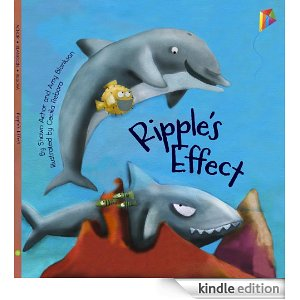 Ripple's
Effect
By Shawn Achor and Amy Blankson
Illustrated by Cecilia Rebora
kindle edition